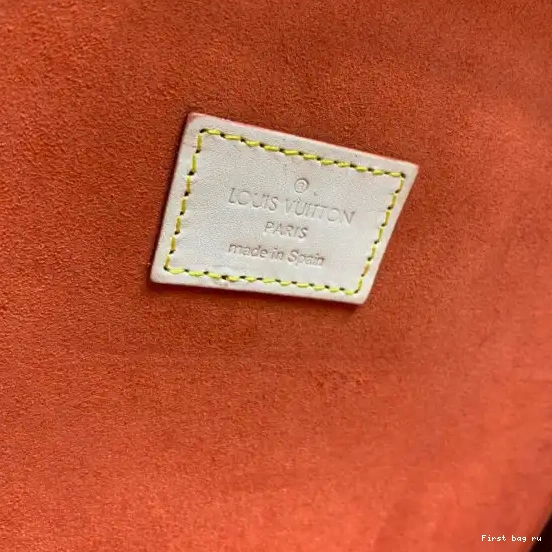 ®
LOUIS VUITTON
PARIS
made in Spain
First bag ru